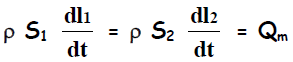 ρ S₁ dl₁/dt = ρ S₂ dl₂/dt = Qₘ